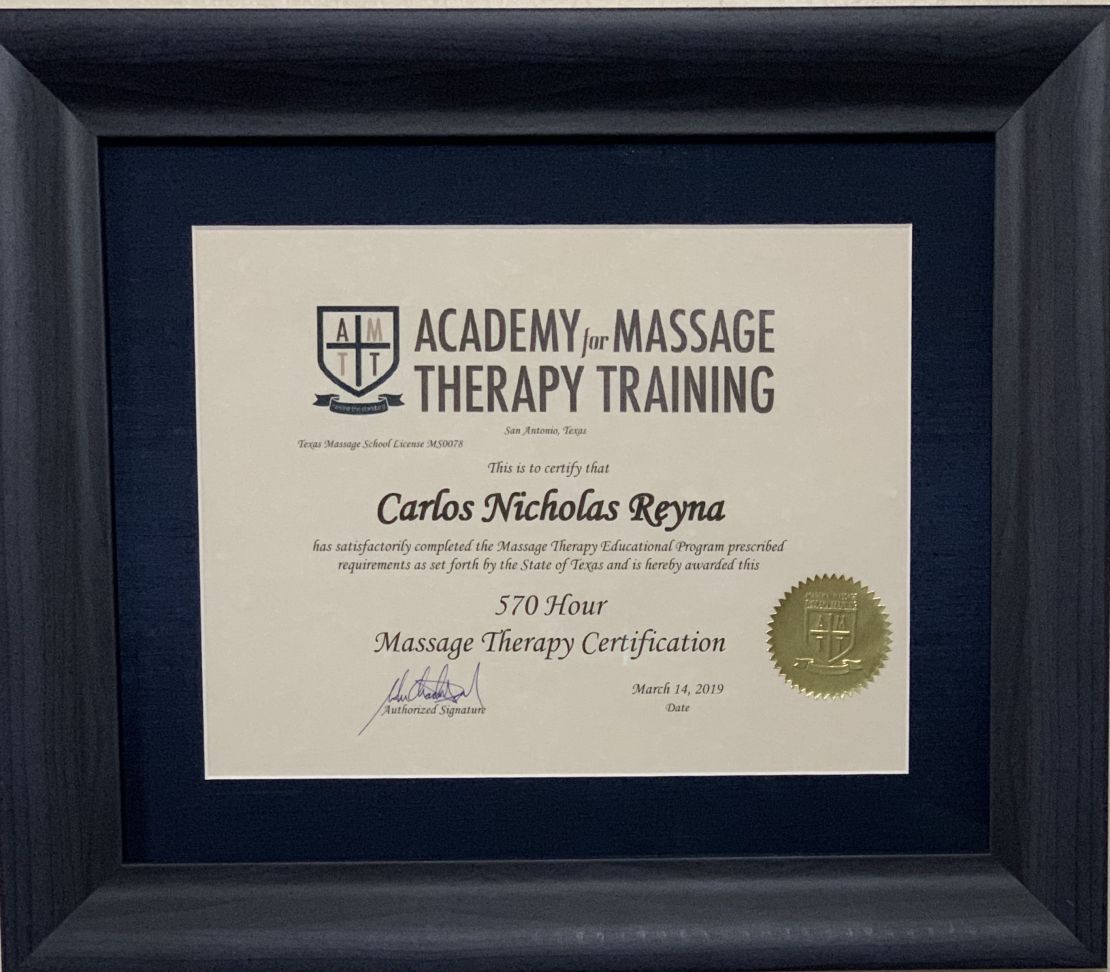 A M
T T
ACADEMY for MASSAGE
THERAPY TRAINING
San Antonio, Texas
Texas Massage School License MS0078
This is to certify that
Carlos Nicholas Reyna
has satisfactorily completed the Massage Therapy Educational Program prescribed
requirements as set forth by the State of Texas and is hereby awarded this
570 Hour
Massage Therapy Certification
Authorized Signature
March 14, 2019
Date
A M
T T